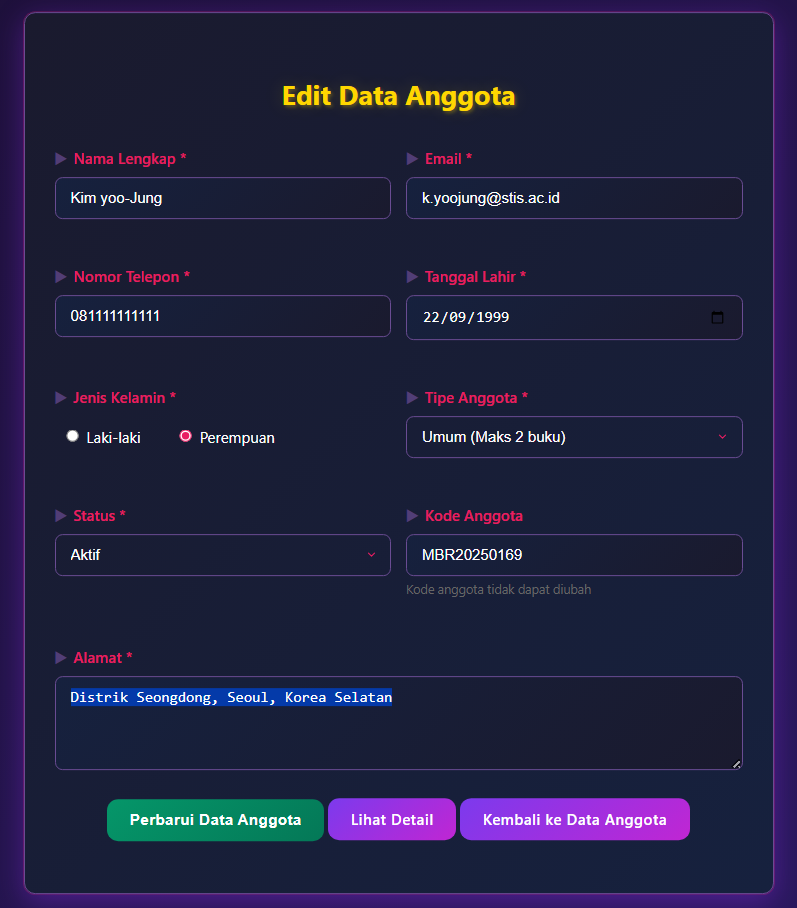 Edit Data Anggota
Nama Lengkap *
Email *
Kim yoo-Jung
k.yoojung@stis.ac.id
Nomor Telepon *
Tanggal Lahir *
081111111111
22/09/1999
Jenis Kelamin *
Tipe Anggota *
Laki-laki
Perempuan
Umum (Maks 2 buku)
Status *
Kode Anggota
Aktif
MBR20250169
Kode anggota tidak dapat diubah
Alamat *
Distrik Seongdong, Seoul, Korea Selatan
Perbarui Data Anggota
Lihat Detail
Kembali ke Data Anggota